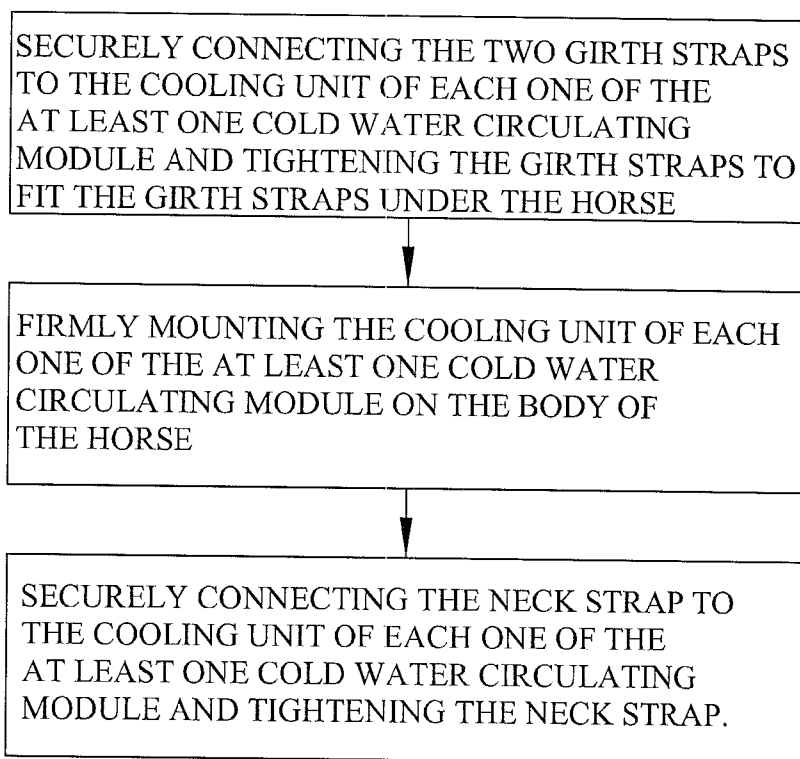 SECURELY CONNECTING THE TWO GIRTH STRAPS
TO THE COOLING UNIT OF EACH ONE OF THE
AT LEAST ONE COLD WATER CIRCULATING
MODULE AND TIGHTENING THE GIRTH STRAPS TO
FIT THE GIRTH STRAPS UNDER THE HORSE
FIRMLY MOUNTING THE COOLING UNIT OF EACH
ONE OF THE AT LEAST ONE COLD WATER
CIRCULATING MODULE ON THE BODY OF
THE HORSE
SECURELY CONNECTING THE NECK STRAP TO
THE COOLING UNIT OF EACH ONE OF THE
AT LEAST ONE COLD WATER CIRCULATING
MODULE AND TIGHTENING THE NECK STRAP.